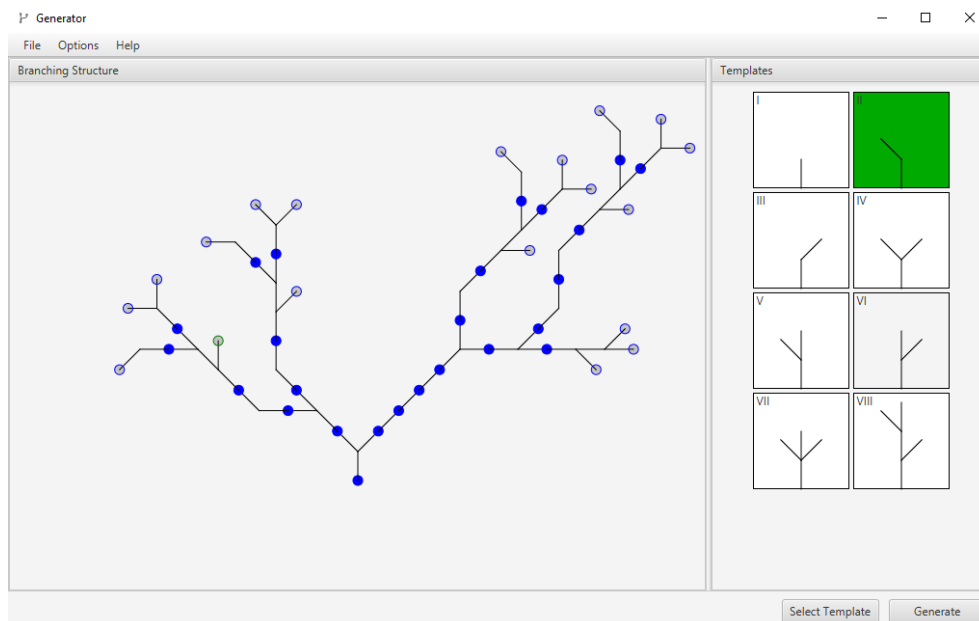 Generator
File Options Help
Branching Structure
Templates
I II
III IV
V VI
VII VIII
Select Template Generate